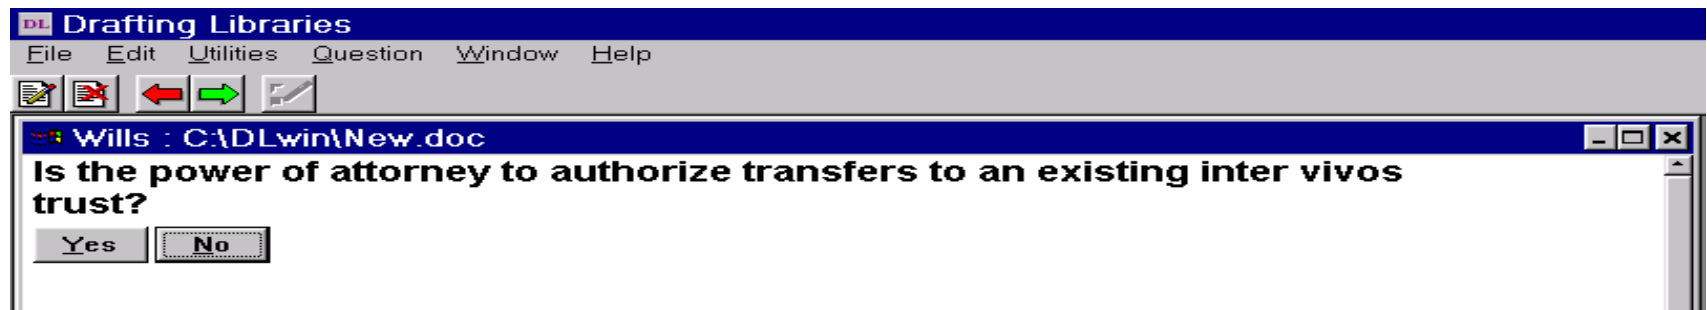 DL Drafting Libraries
File Edit Utilities Question Window Help
Wills : C:\DLwin\New.doc
Is the power of attorney to authorize transfers to an existing inter vivos
trust?
Yes No